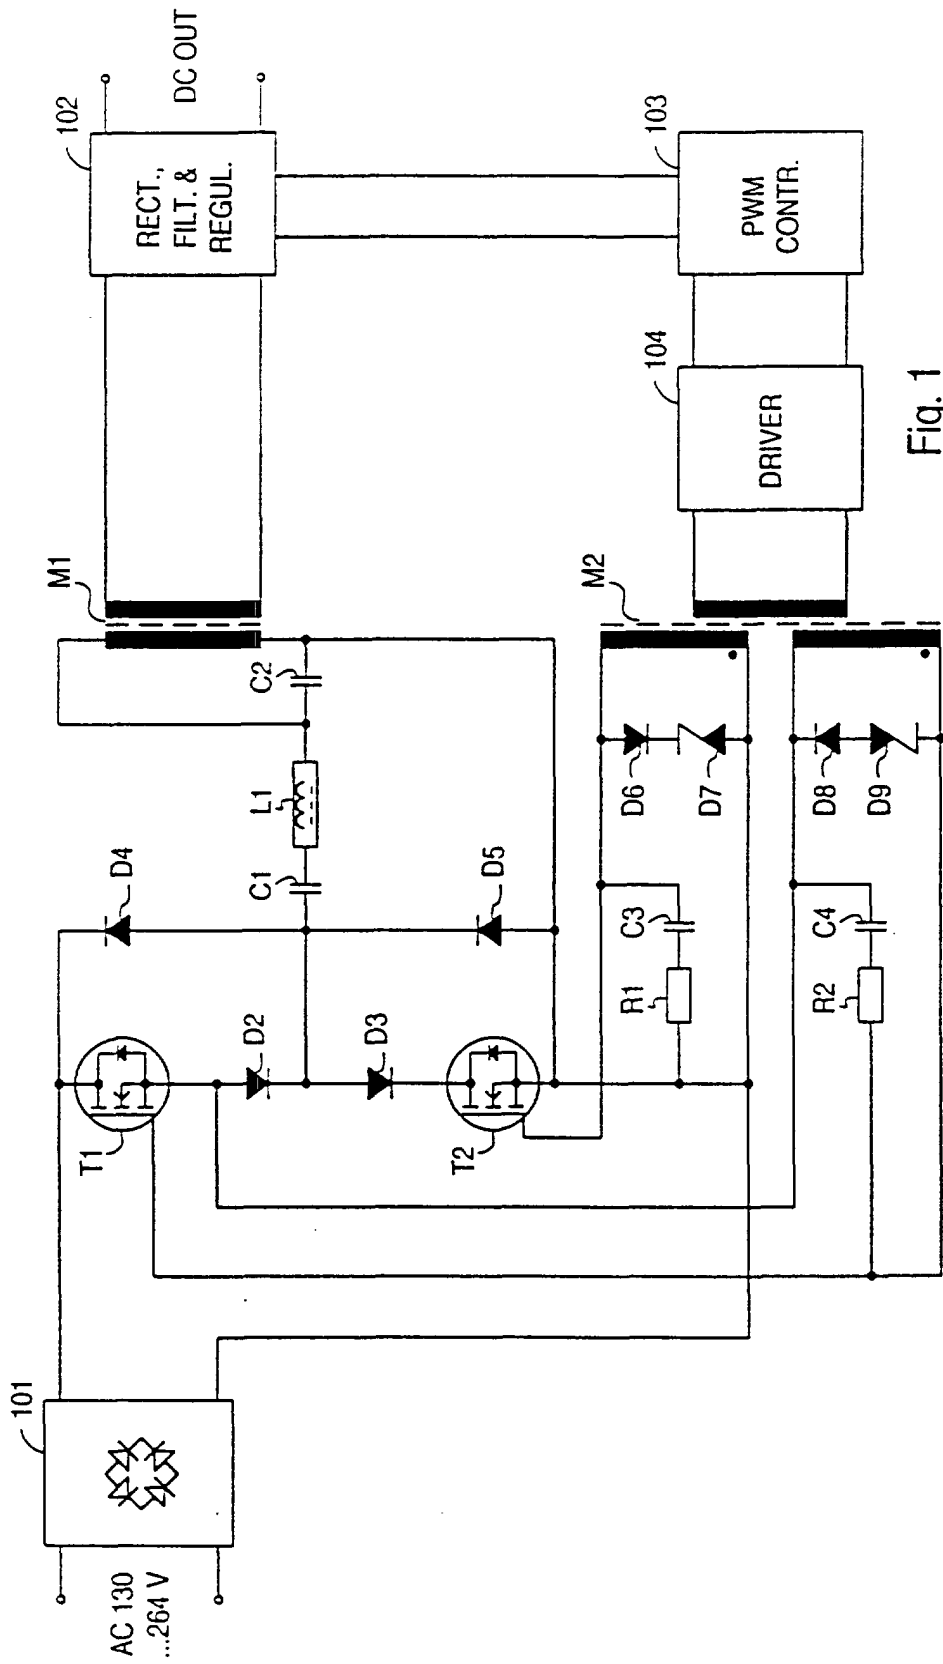 AC 130
...264 V
101
T1
D2
D3
T2
D4
D5
C1
L1
C2
M1
102
RECT.,
FILT. &
REGUL.
DC OUT
R1
C3
D6
D7
R2
C4
D8
D9
M2
104
DRIVER
103
PWM
CONTR.
Fig. 1